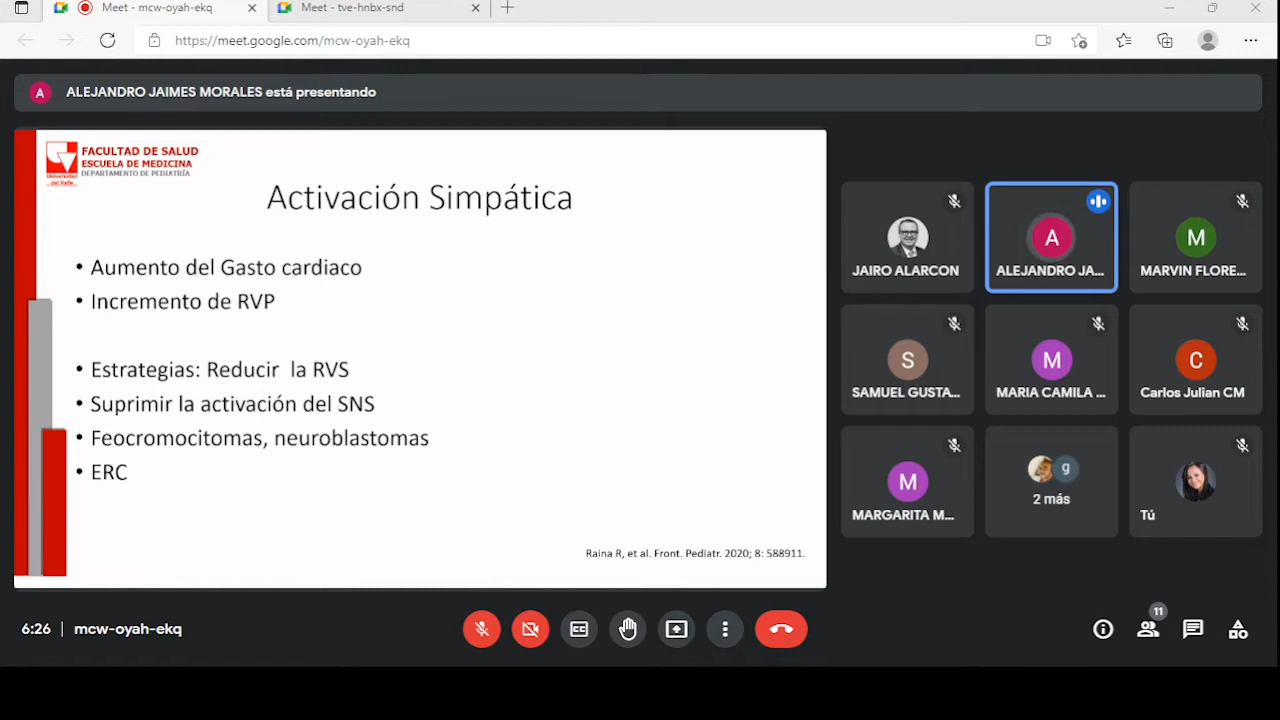 Meet - mcw-oyah-ekq
Meet - tve-hnbx-snd
https://meet.google.com/mcw-oyah-ekq
A
ALEJANDRO JAIMES MORALES está presentando
FACULTAD DE SALUD
ESCUELA DE MEDICINA
DEPARTAMENTO DE PEDIATRÍA
Universidad
del Valle
Activación Simpática
• Aumento del Gasto cardiaco
• Incremento de RVP
• Estrategias: Reducir la RVS
• Suprimir la activación del SNS
• Feocromocitomas, neuroblastomas
• ERC
Raina R, et al. Front. Pediatr. 2020; 8: 588911.
JAIRO ALARCON
A
ALEJANDRO JA...
M
MARVIN FLORE...
S
SAMUEL GUSTA...
M
MARIA CAMILA ...
C
Carlos Julian CM
M
MARGARITA M...
g
2 más
Tú
6:26
mcw-oyah-ekq
CC
11